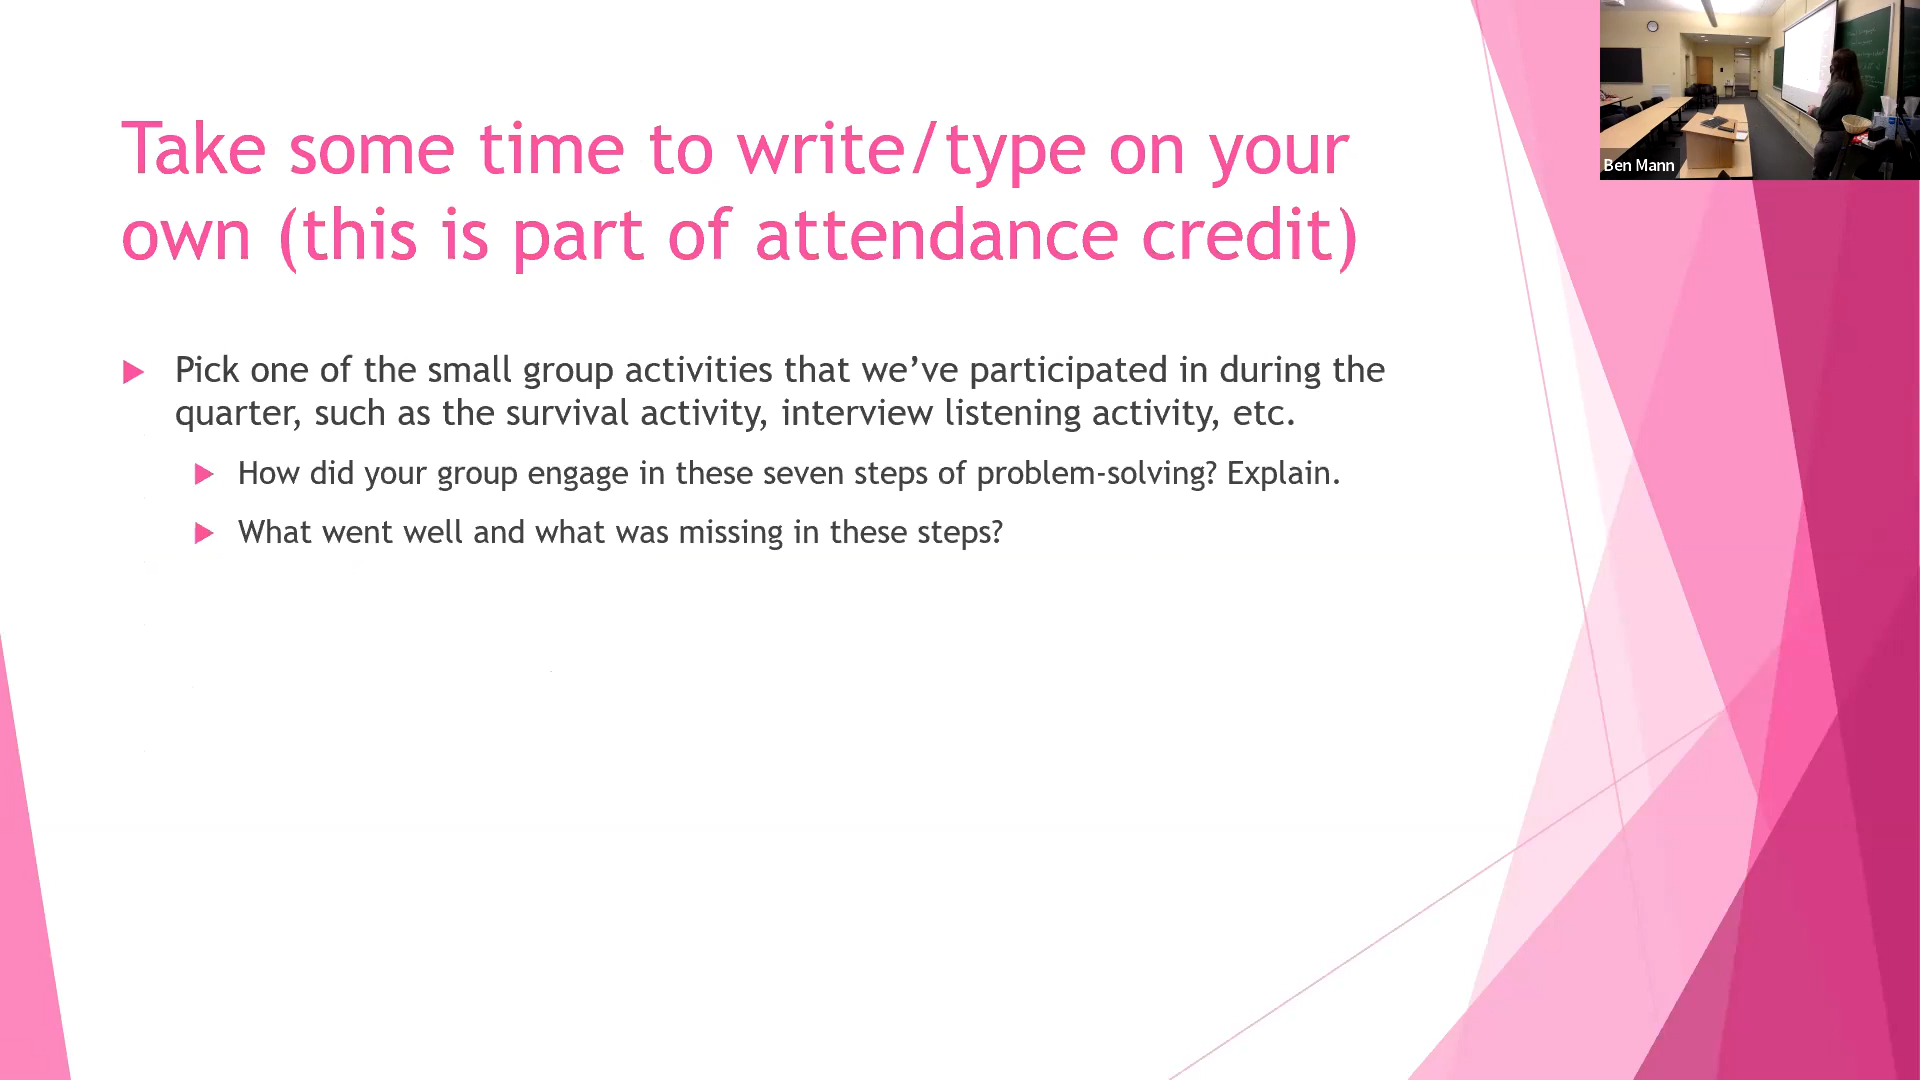 Take some time to write/type on your
own (this is part of attendance credit)
Pick one of the small group activities that we’ve participated in during the
quarter, such as the survival activity, interview listening activity, etc.
How did your group engage in these seven steps of problem-solving? Explain.
What went well and what was missing in these steps?
Ben Mann